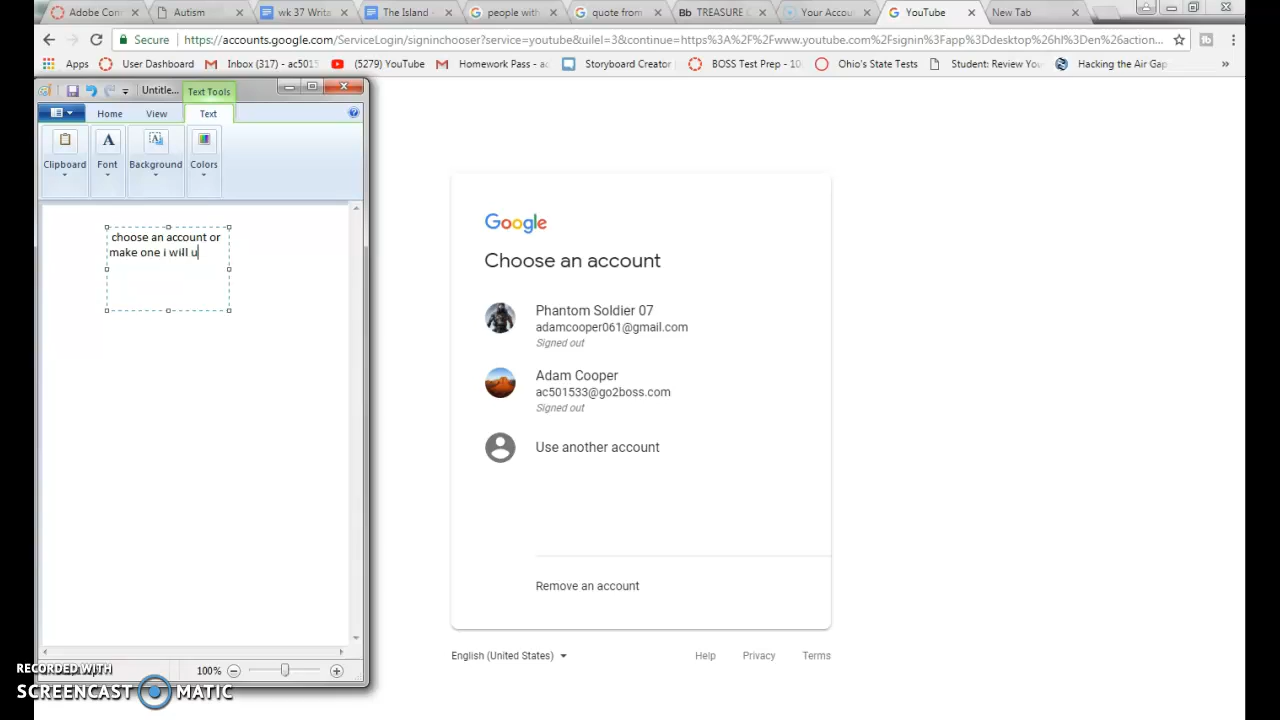 Adobe Conn
Autism
wk 37 Writa
The Island -
people with
quote from
Bb TREASURE
Your Accou
YouTube
New Tab
Secure
https://accounts.google.com/ServiceLogin/signinchooser?service=youtube&uilel=3&continue=https%3A%2F%2Fwww.youtube.com%2Fsignin%3Fapp%3Ddesktop%26hl%3Den%26action...
Apps
User Dashboard
Inbox (317) - ac501
(5279) YouTube
Homework Pass - ac
Storyboard Creator
BOSS Test Prep - 10
Ohio's State Tests
Student: Review You
Hacking the Air Gap
»
Untitle...
Text Tools
Home
View
Text
Clipboard
Font
Background
Colors
choose an account or
make one i will u
100%
Google
Choose an account
Phantom Soldier 07
adamcooper061@gmail.com
Signed out
Adam Cooper
ac501533@go2boss.com
Signed out
Use another account
Remove an account
English (United States)
Help
Privacy
Terms
RECORDED WITH
SCREENCAST MATIC